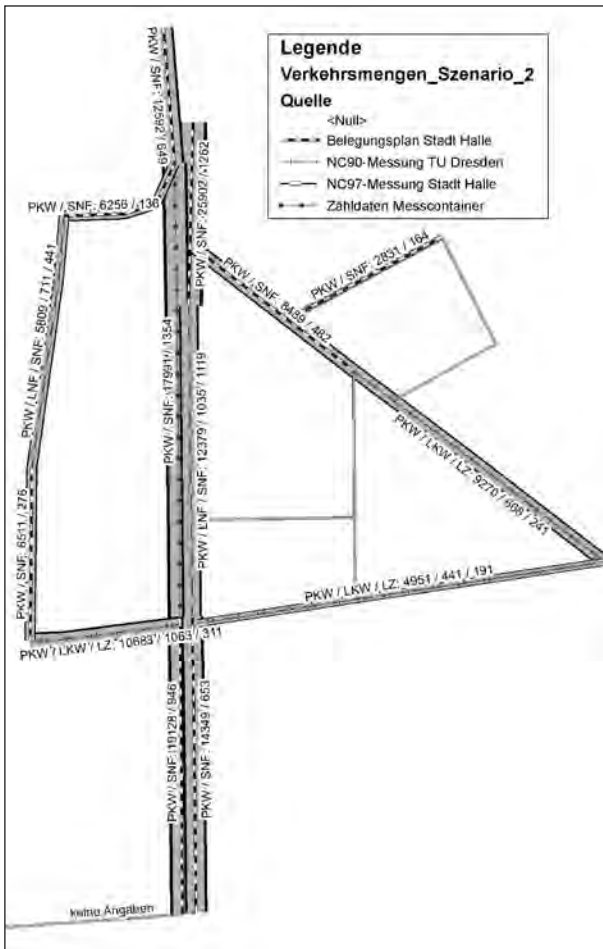 Legende
Verkehrsmengen_Szenario_2
Quelle
<Null>
Belegungsplan Stadt Halle
NC90-Messung TU Dresden
NC97-Messung Stadt Halle
Zähldaten Messcontainer
PKW / SNF: 12592 / 649
PKW / SNF: 25902 / 1262
PKW / SNF: 6256 / 136
PKW / SNF: 2831 / 164
PKW / SNF: 8489 / 482
PKW / LNF / SNF: 5809 / 711 / 441
PKW / SNF: 17991 / 1354
PKW / LNF / SNF: 12379 / 1035 / 1119
PKW / LKW / LZ: 9270 / 668 / 241
PKW / SNF: 6511 / 276
PKW / LKW / LZ: 4951 / 441 / 191
PKW / LKW / LZ: 10683 / 1063 / 311
PKW / SNF: 19128 / 946
PKW / SNF: 14349 / 653
keine Angaben